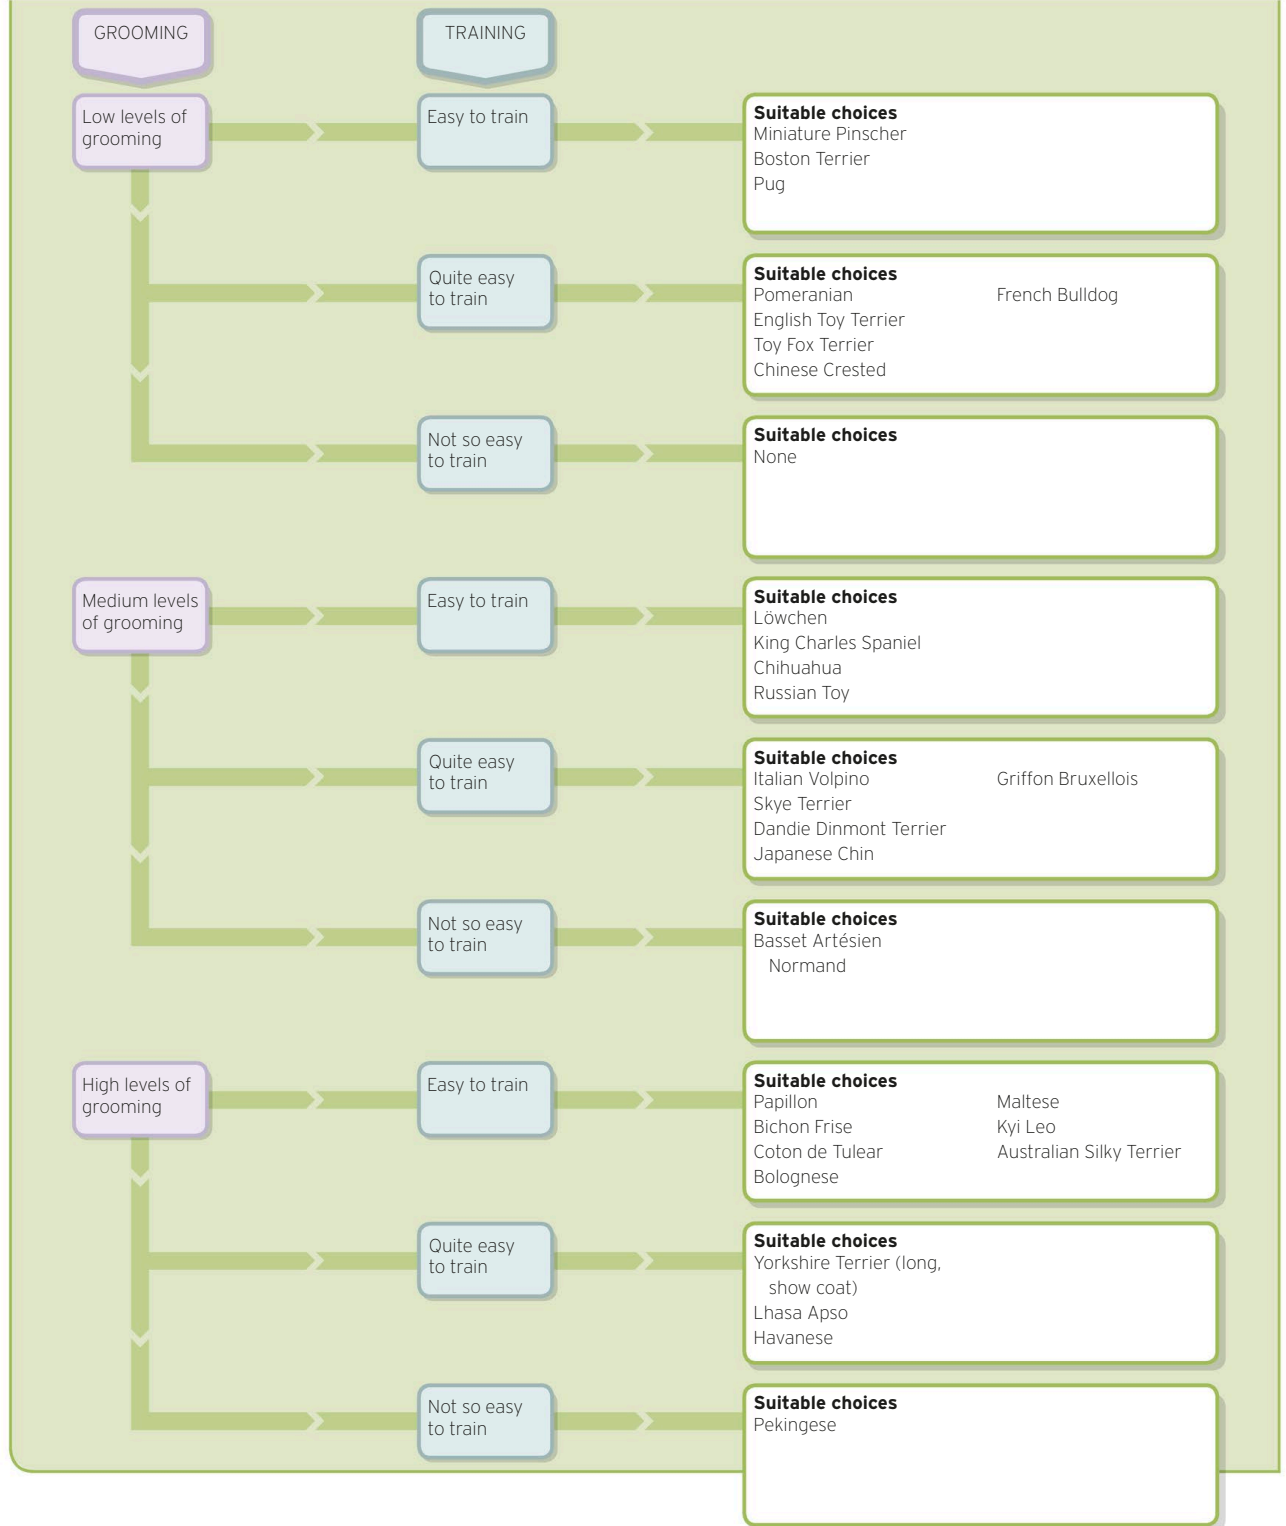 GROOMING
TRAINING
Low levels of
grooming
Easy to train
Suitable choices
Miniature Pinscher
Boston Terrier
Pug
Quite easy
to train
Suitable choices
Pomeranian
English Toy Terrier
Toy Fox Terrier
Chinese Crested
French Bulldog
Not so easy
to train
Suitable choices
None
Medium levels
of grooming
Easy to train
Suitable choices
Löwchen
King Charles Spaniel
Chihuahua
Russian Toy
Quite easy
to train
Suitable choices
Italian Volpino
Skye Terrier
Dandie Dinmont Terrier
Japanese Chin
Griffon Bruxellois
Not so easy
to train
Suitable choices
Basset Artésien
Normand
High levels of
grooming
Easy to train
Suitable choices
Papillon
Bichon Frise
Coton de Tulear
Bolognese
Maltese
Kyi Leo
Australian Silky Terrier
Quite easy
to train
Suitable choices
Yorkshire Terrier (long,
show coat)
Lhasa Apso
Havanese
Not so easy
to train
Suitable choices
Pekingese